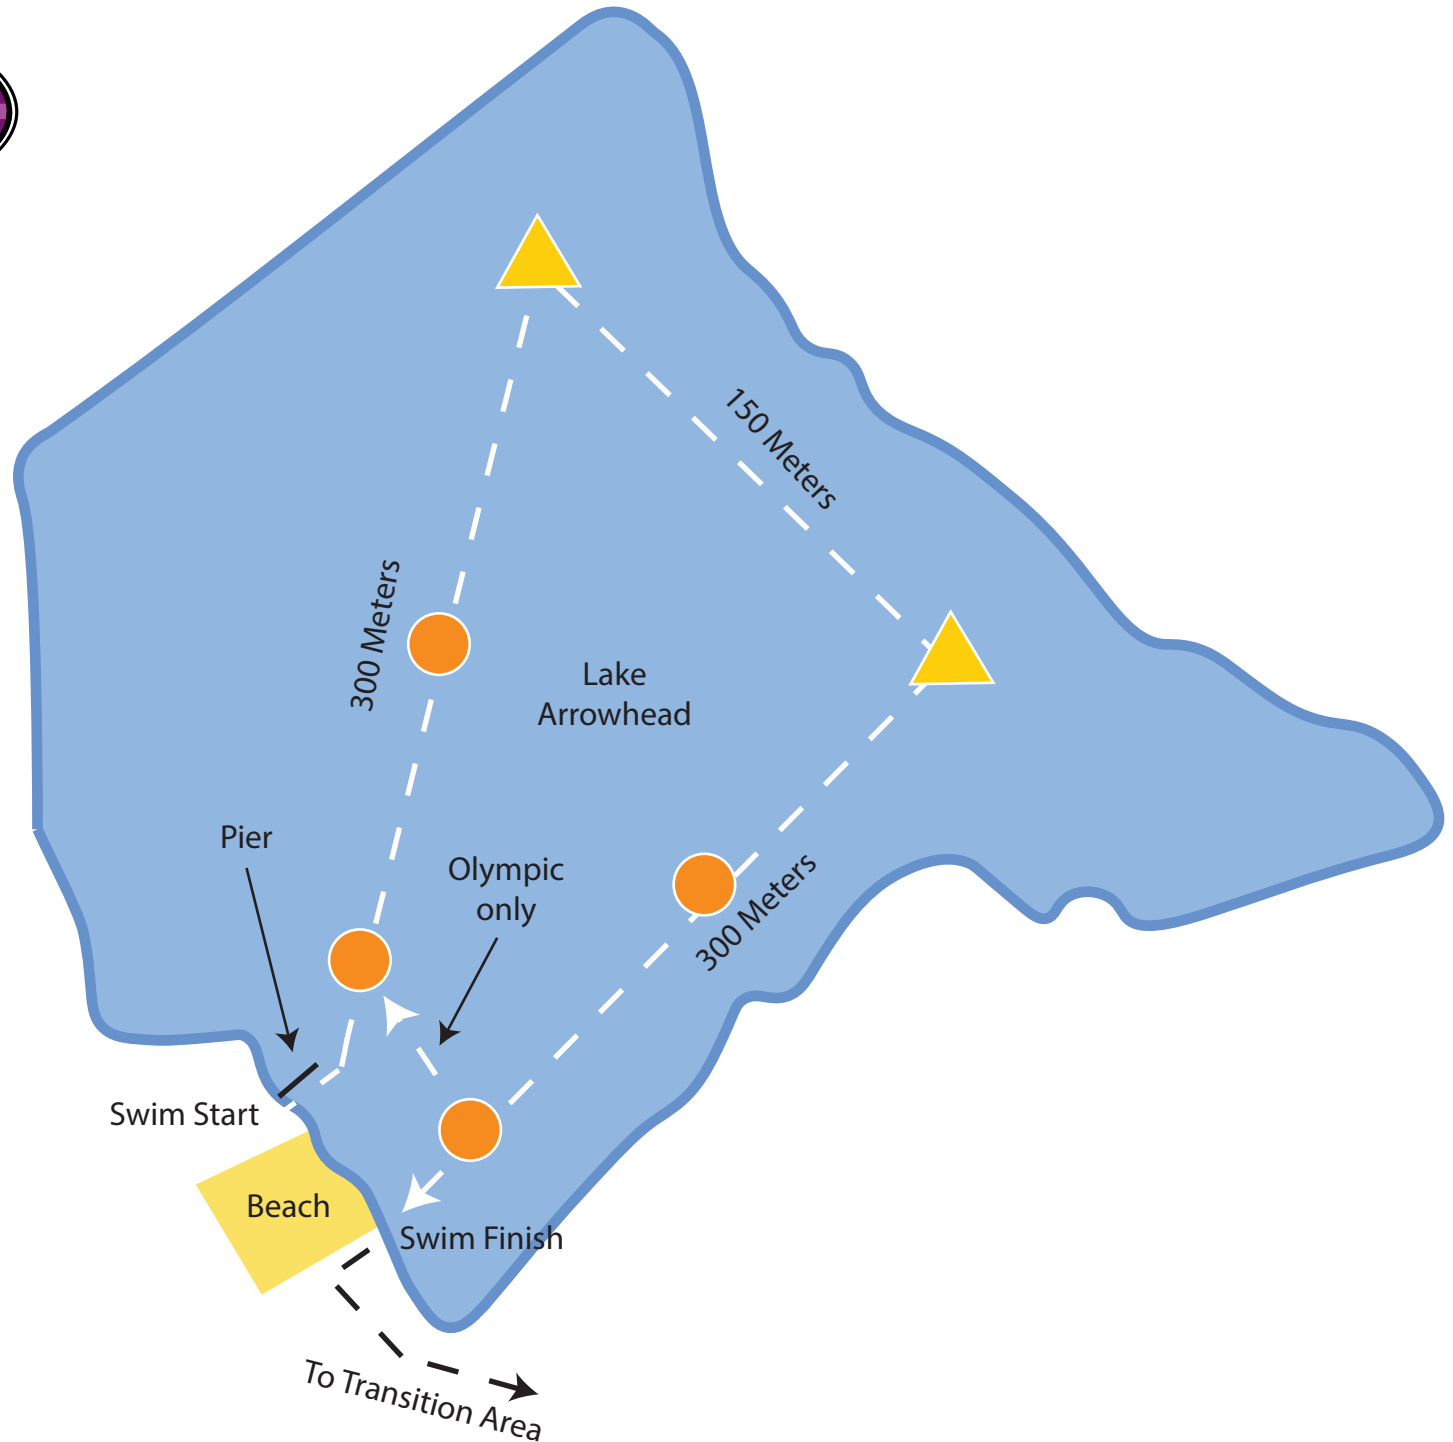 150 Meters
300 Meters
Lake
Arrowhead
Pier
Olympic
only
300 Meters
Swim Start
Beach
Swim Finish
To Transition Area